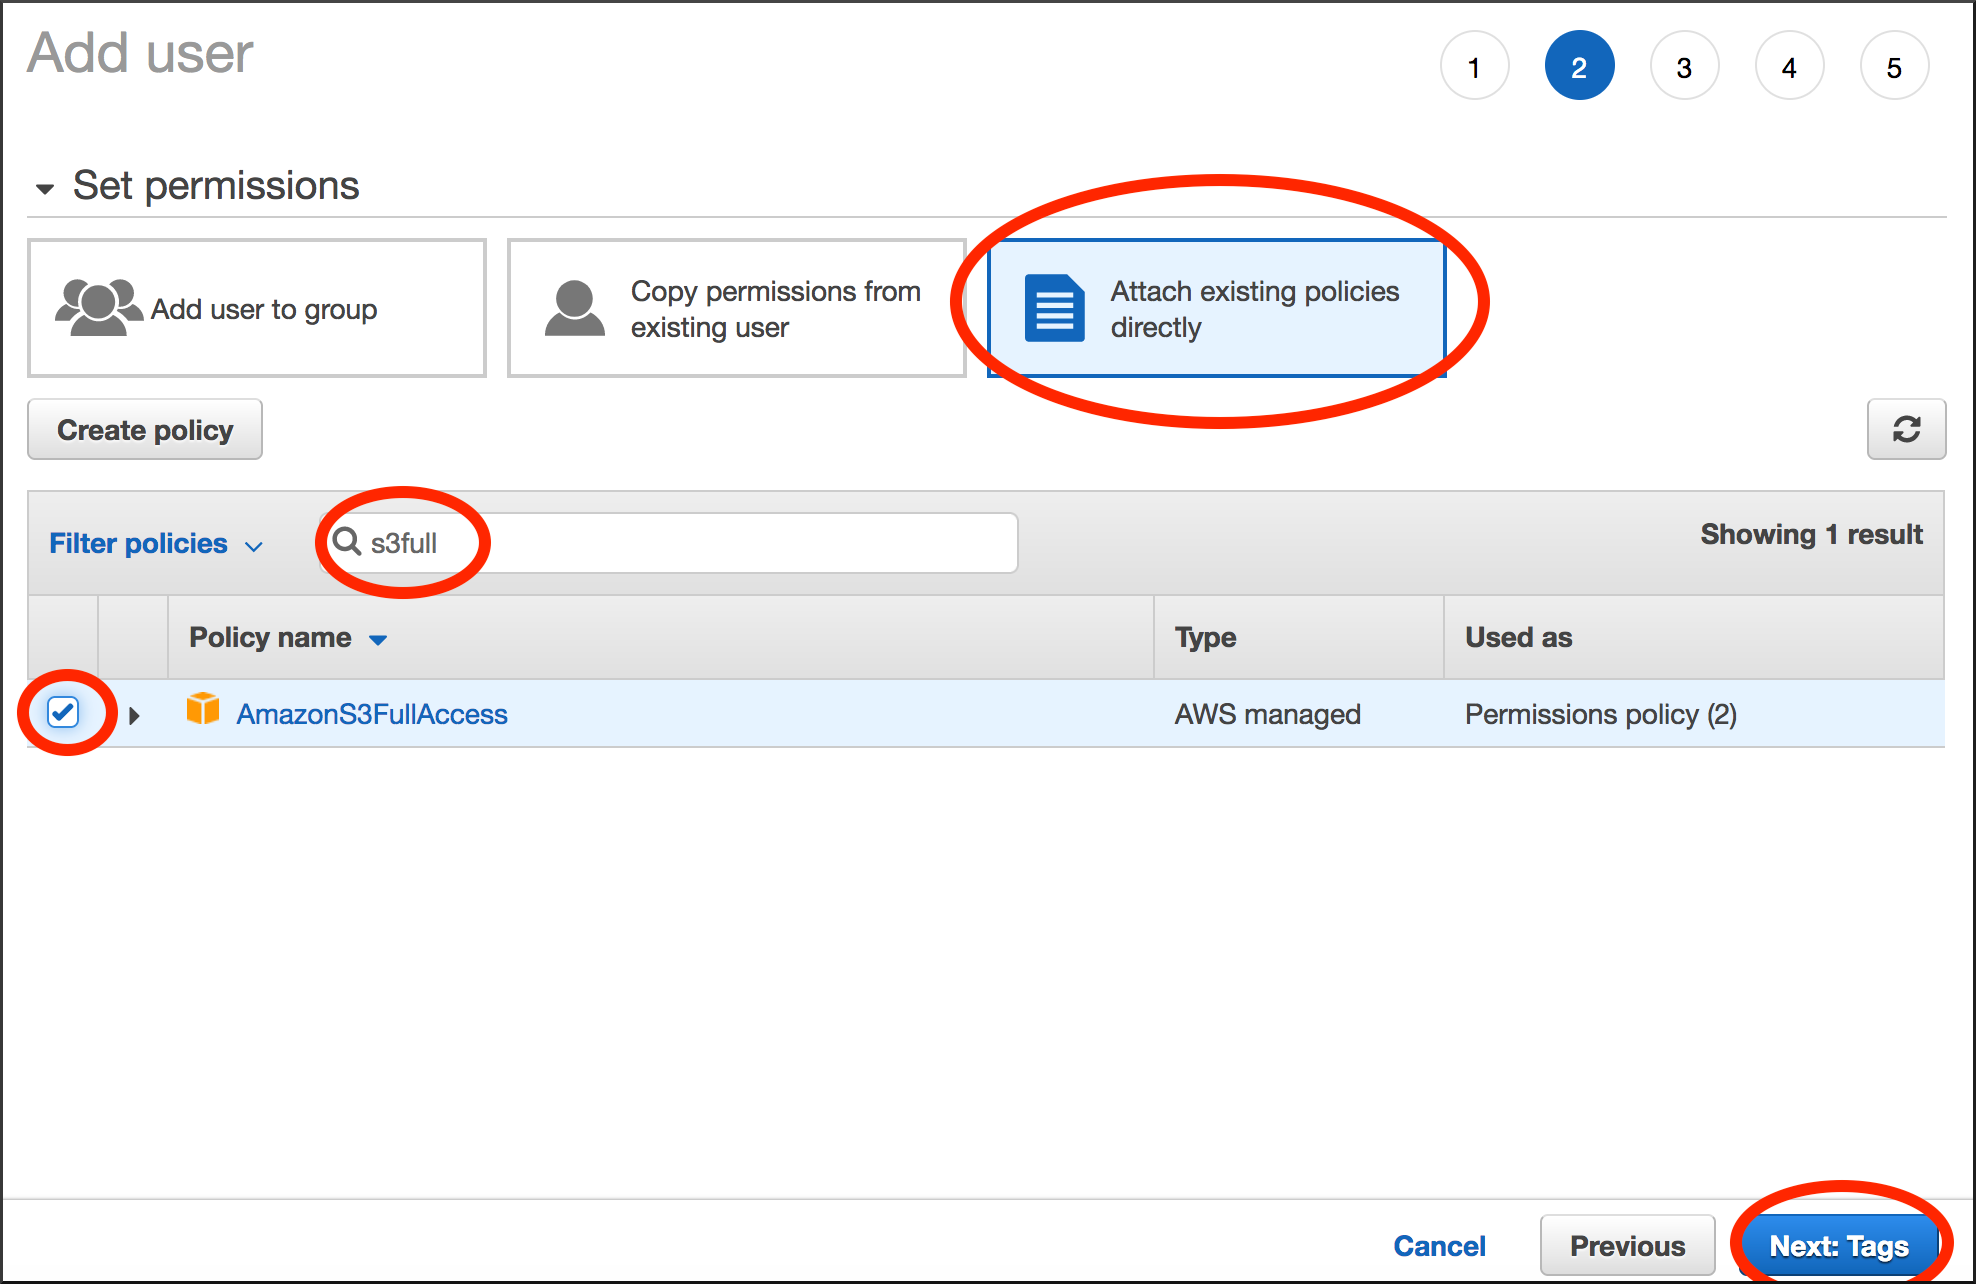 Add user
1 2 3 4 5
Set permissions
Add user to group
Copy permissions from
existing user
Attach existing policies
directly
Create policy
Filter policies
s3full
Showing 1 result
Policy name Type Used as
AmazonS3FullAccess AWS managed Permissions policy (2)
Cancel Previous Next: Tags